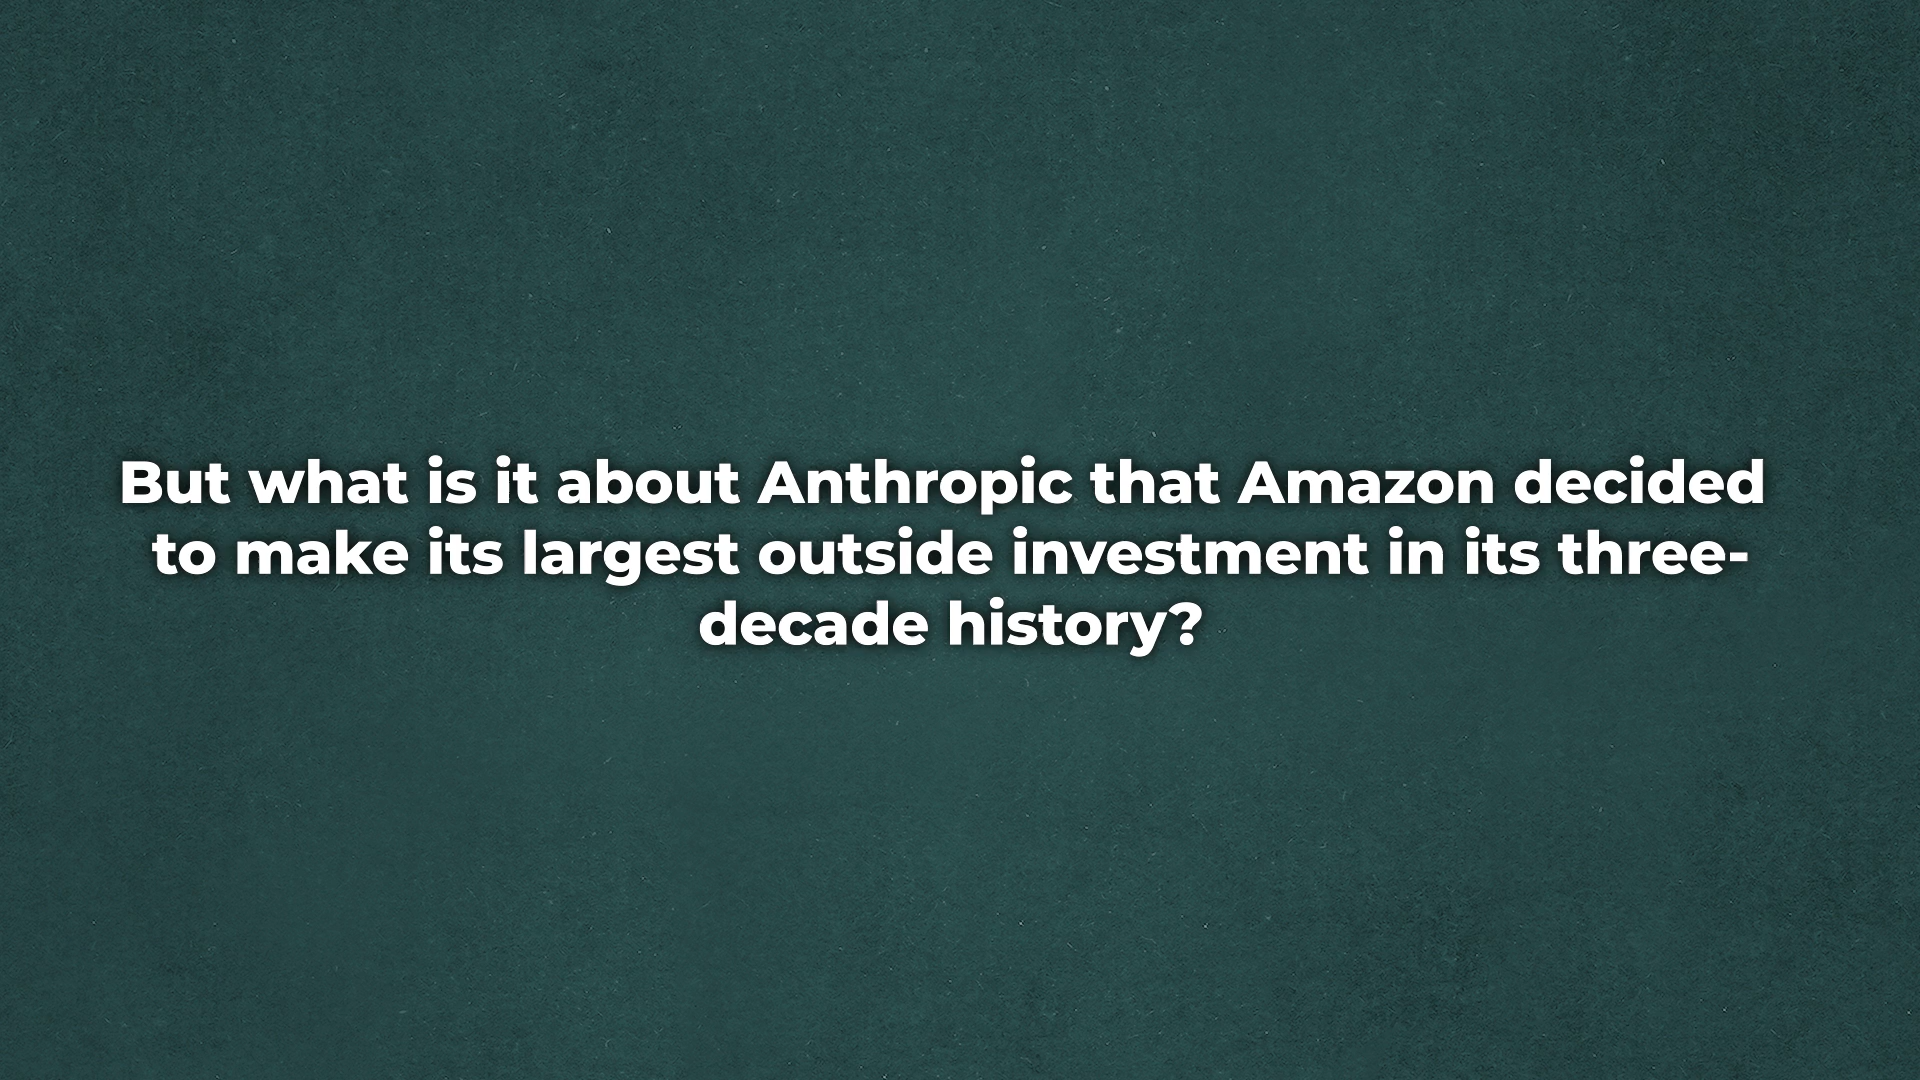 But what is it about Anthropic that Amazon decided
to make its largest outside investment in its three-
decade history?